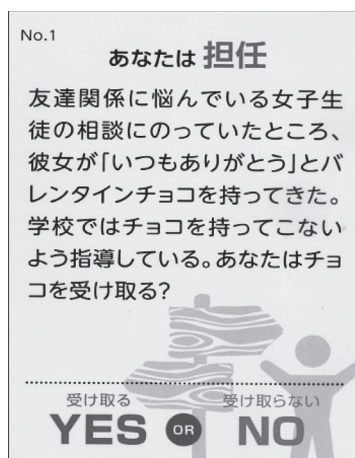 No.1
あなたは 担任
友達関係に悩んでいる女子生
徒の相談にのっていたところ、
彼女が「いつもありがとう」とバ
レンタインチョコを持ってきた。
学校ではチョコを持ってこない
よう指導している。あなたはチョ
コを受け取る?
受け取る 受け取らない
YES OR NO